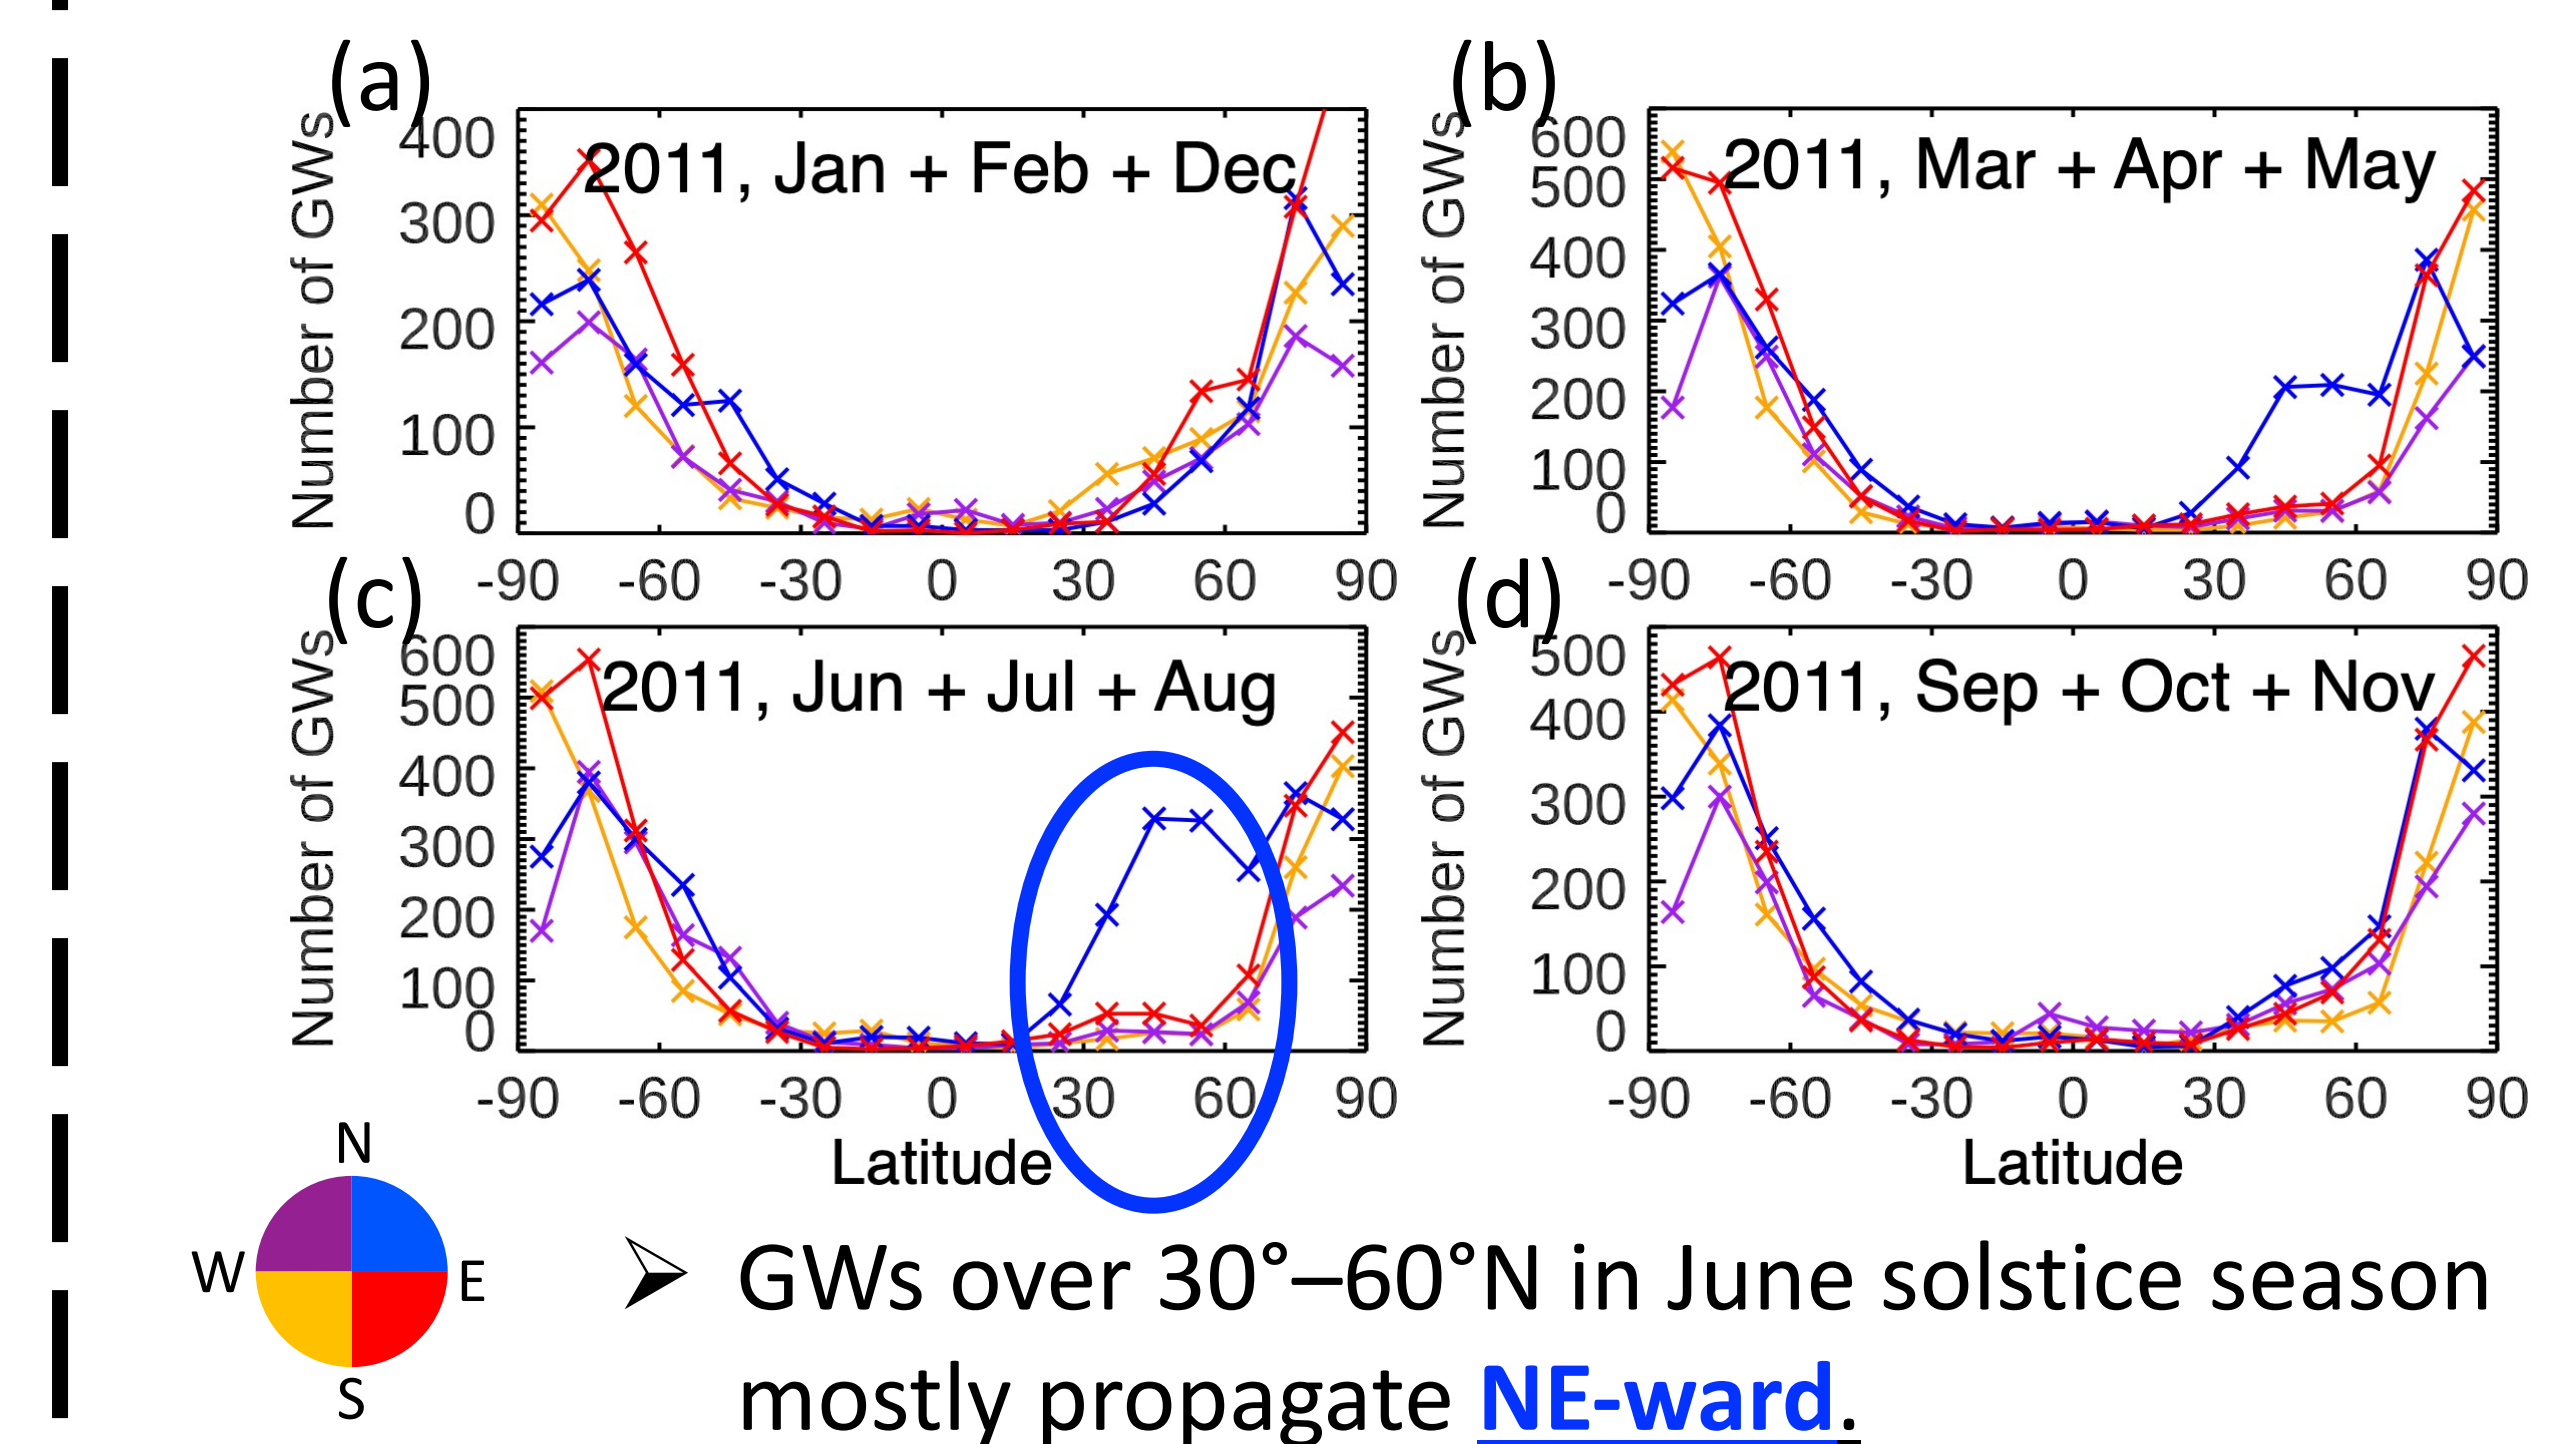 (a)
(b)
Number of GWs
400
300
200
100
0
2011, Jan + Feb + Dec
-90 -60 -30 0 30 60 90
Number of GWs
600
500
400
300
200
100
0
2011, Mar + Apr + May
-90 -60 -30 0 30 60 90
(c)
(d)
Number of GWs
600
500
400
300
200
100
0
2011, Jun + Jul + Aug
-90 -60 -30 0 30 60 90
Latitude
Number of GWs
500
400
300
200
100
0
2011, Sep + Oct + Nov
-90 -60 -30 0 30 60 90
Latitude
N
W E
S
➢ GWs over 30°–60°N in June solstice season
mostly propagate NE-ward.